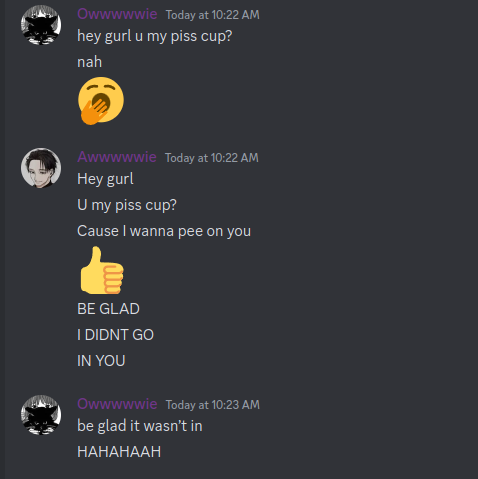 Owwwwwie Today at 10:22 AM
hey gurl u my piss cup?
nah
🥱
Awwwwwie Today at 10:22 AM
Hey gurl
U my piss cup?
Cause I wanna pee on you
👍
BE GLAD
I DIDNT GO
IN YOU
Owwwwwie Today at 10:23 AM
be glad it wasn't in
HAHAHAAH